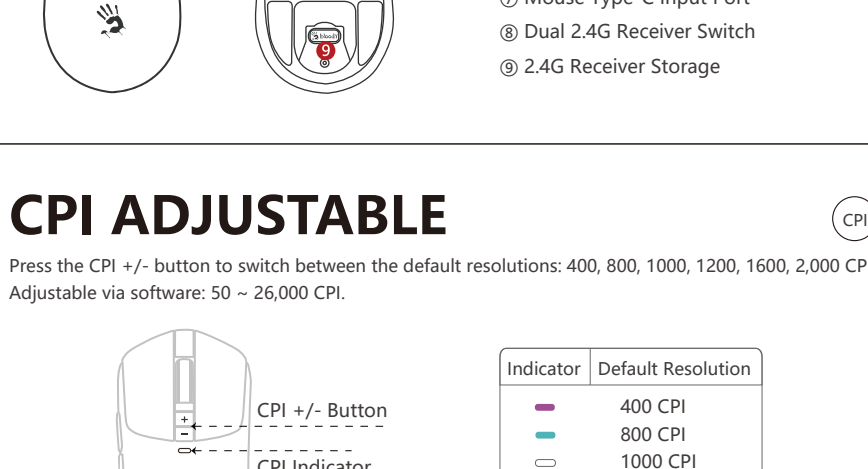 ⑦ Mouse Type-C Input Port
⑧ Dual 2.4G Receiver Switch
⑨ 2.4G Receiver Storage
bloody
9
CPI ADJUSTABLE
CPI
Press the CPI +/- button to switch between the default resolutions: 400, 800, 1000, 1200, 1600, 2,000 CP
Adjustable via software: 50 ~ 26,000 CPI.
+
-
CPI +/- Button
CPI Indicator
Indicator Default Resolution
400 CPI
800 CPI
1000 CPI